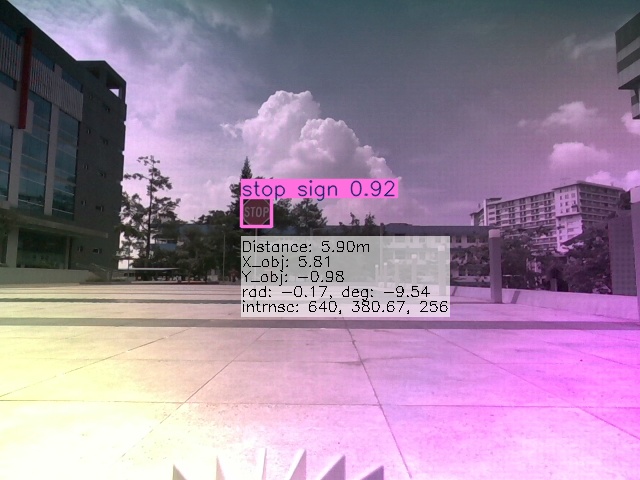 stop sign 0.92
STOP
Distance: 5.90m
X_obj: 5.81
Y_obj: -0.98
rad: -0.17, deg: -9.54
intrnsc: 640, 380.67, 256